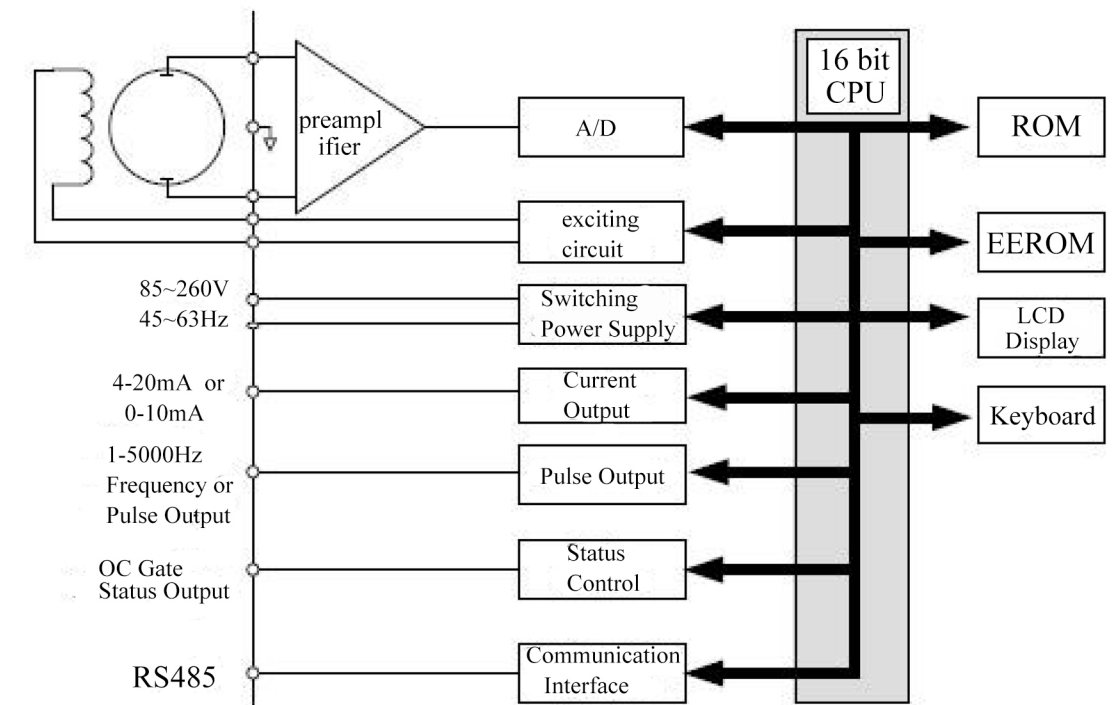 16 bit
CPU
preampl
ifier
A/D
ROM
exciting
circuit
EEROM
85~260V
45~63Hz
Switching
Power Supply
LCD
Display
4-20mA or
0-10mA
Current
Output
Keyboard
1-5000Hz
Frequency or
Pulse Output
Pulse Output
OC Gate
Status Output
Status
Control
RS485
Communication
Interface